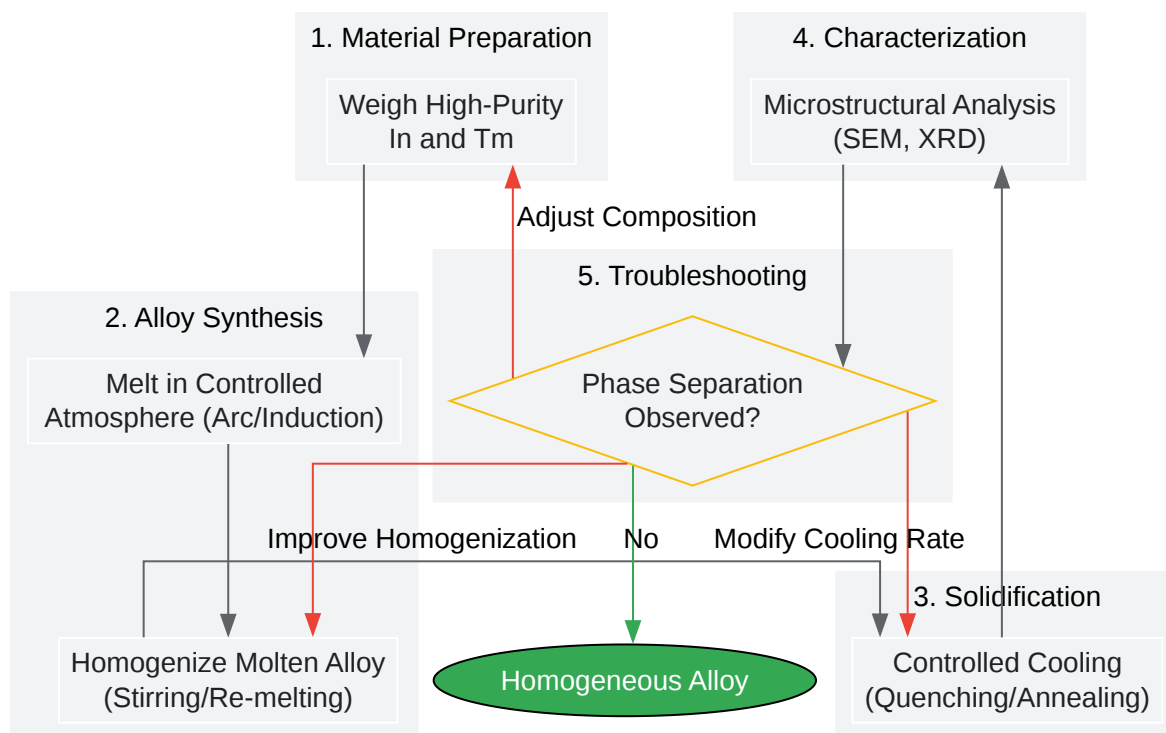 1. Material Preparation
Weigh High-Purity
In and Tm
4. Characterization
Microstructural Analysis
(SEM, XRD)
Adjust Composition
5. Troubleshooting
Phase Separation
Observed?
2. Alloy Synthesis
Melt in Controlled
Atmosphere (Arc/Induction)
Improve Homogenization
No
Modify Cooling Rate
3. Solidification
Homogenize Molten Alloy
(Stirring/Re-melting)
Homogeneous Alloy
Controlled Cooling
(Quenching/Annealing)